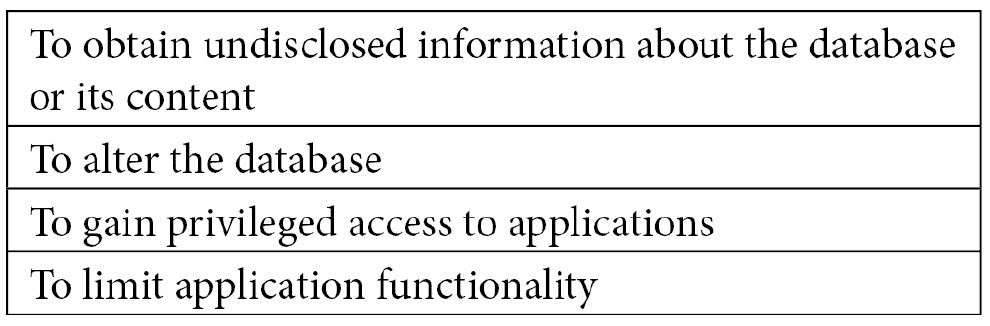 To obtain undisclosed information about the database
or its content
To alter the database
To gain privileged access to applications
To limit application functionality